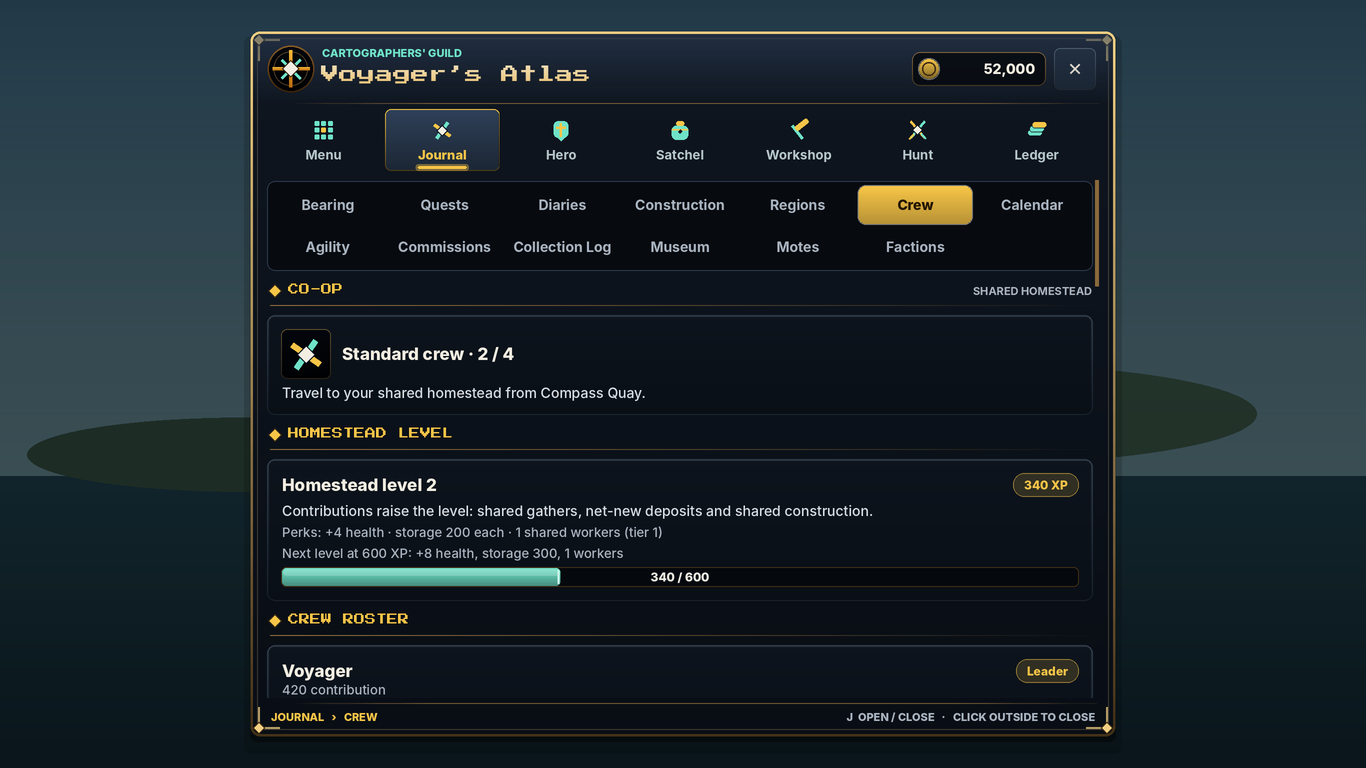 CARTOGRAPHERS' GUILD
Voyager's Atlas
52,000
×
Menu
Journal
Hero
Satchel
Workshop
Hunt
Ledger
Bearing
Quests
Diaries
Construction
Regions
Crew
Calendar
Agility
Commissions
Collection Log
Museum
Motes
Factions
CO-OP
SHARED HOMESTEAD
Standard crew · 2 / 4
Travel to your shared homestead from Compass Quay.
HOMESTEAD LEVEL
Homestead level 2
340 XP
Contributions raise the level: shared gathers, net-new deposits and shared construction.
Perks: +4 health · storage 200 each · 1 shared workers (tier 1)
Next level at 600 XP: +8 health, storage 300, 1 workers
340 / 600
CREW ROSTER
Voyager
Leader
420 contribution
JOURNAL › CREW
J OPEN / CLOSE · CLICK OUTSIDE TO CLOSE